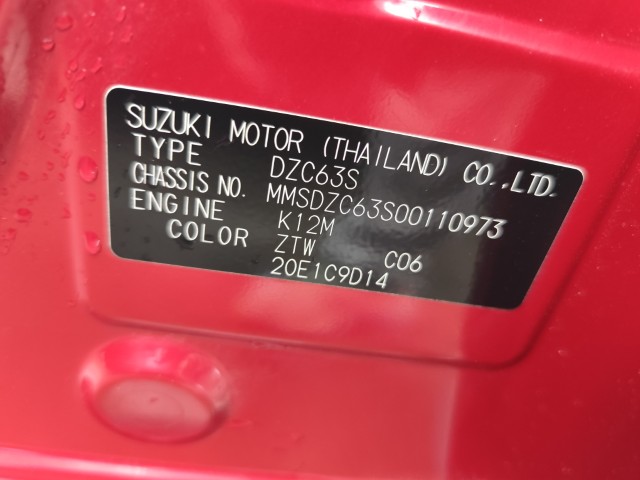 SUZUKI MOTOR (THAILAND) CO.,LTD.
TYPE DZC63S
CHASSIS NO. MMSDZC63S00110973
ENGINE K12M
COLOR ZTW C06
20E1C9D14